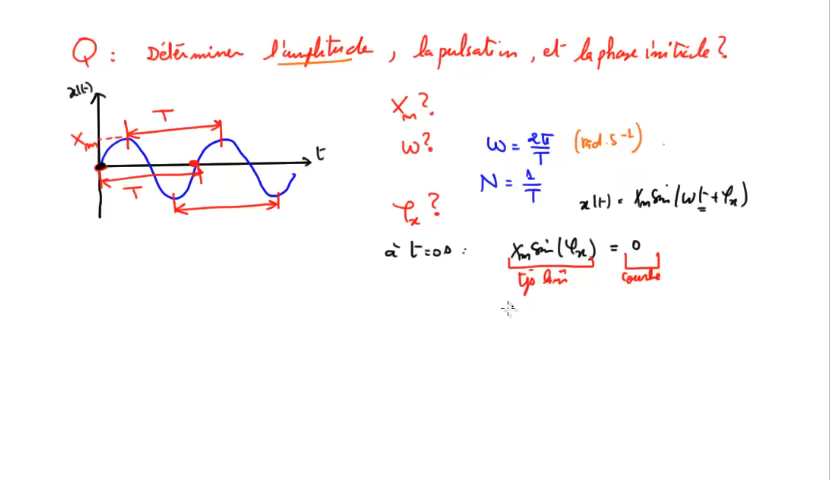 Q : Déterminer l'amplitude, la pulsation, et la phase initiale?
x(t)
T
Xm
t
T
Xm?
ω?
ω = 2π/T (rad.s⁻¹)
N = 1/T
x(t) = Xm sin(ωt + φx)
φx?
à t=0s : Xm sin(φx) = 0
courbe